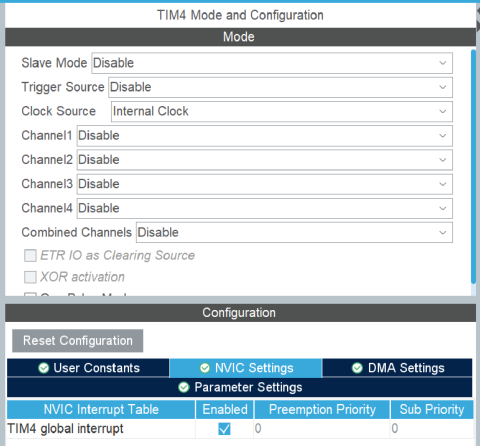 TIM4 Mode and Configuration
Mode
Slave Mode Disable
Trigger Source Disable
Clock Source Internal Clock
Channel1 Disable
Channel2 Disable
Channel3 Disable
Channel4 Disable
Combined Channels Disable
ETR IO as Clearing Source
XOR activation
Configuration
Reset Configuration
User Constants NVIC Settings DMA Settings
Parameter Settings
NVIC Interrupt Table Enabled Preemption Priority Sub Priority
TIM4 global interrupt 0 0